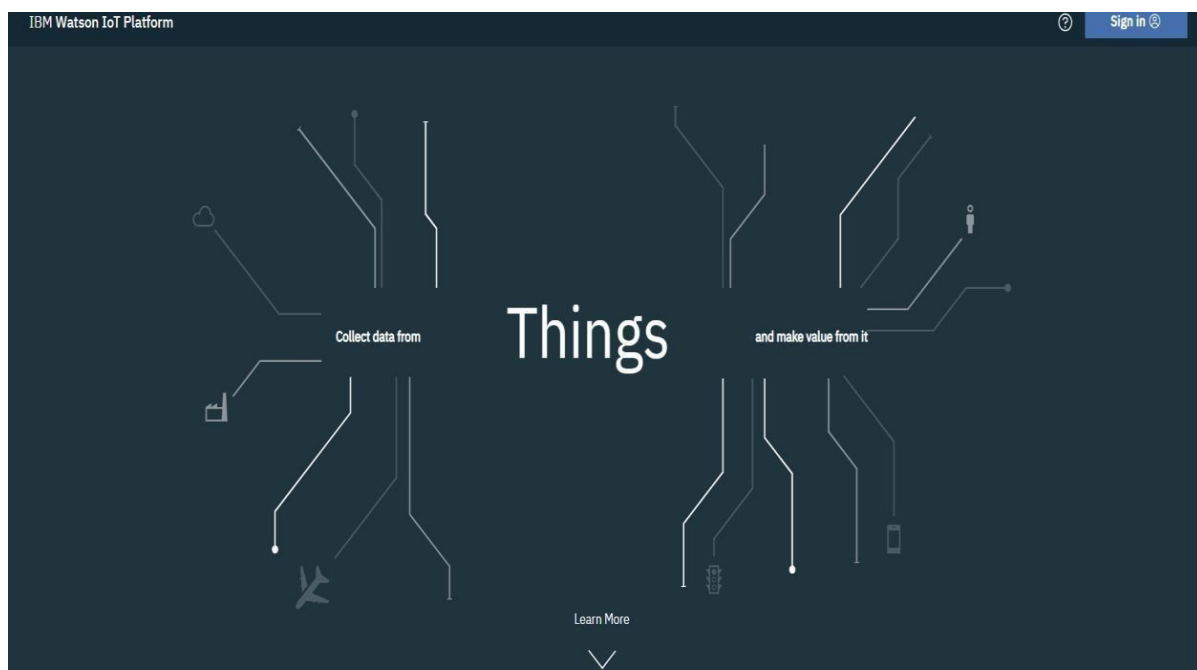 IBM Watson IoT Platform
Sign in
Collect data from
Things
and make value from it
Learn More